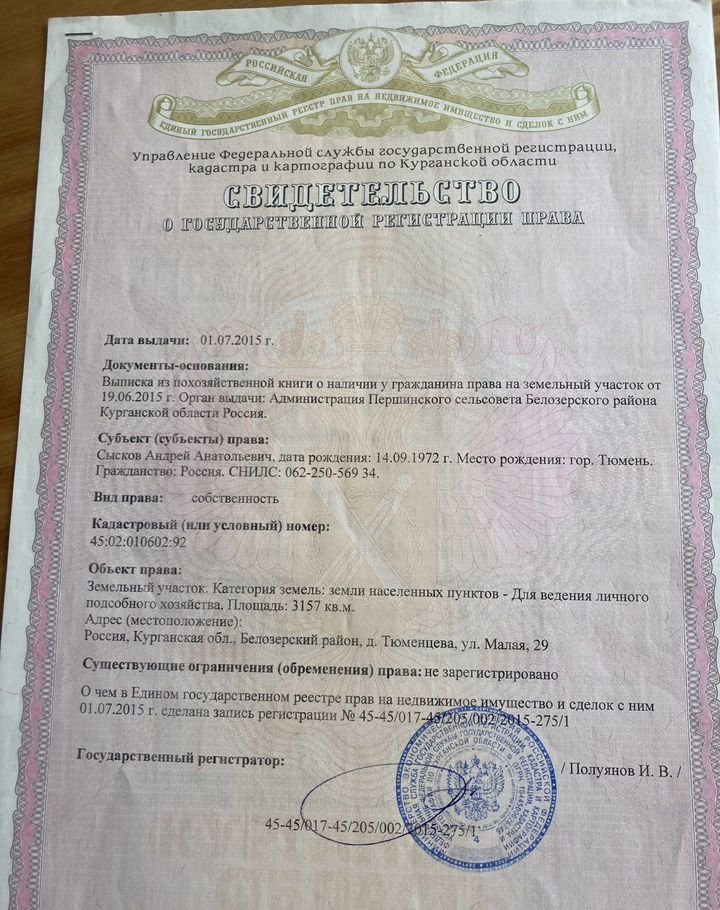 РОССИЙСКАЯ ФЕДЕРАЦИЯ
ЕДИНЫЙ ГОСУДАРСТВЕННЫЙ РЕЕСТР ПРАВ НА НЕДВИЖИМОЕ ИМУЩЕСТВО И СДЕЛОК С НИМ
Управление Федеральной службы государственной регистрации,
кадастра и картографии по Курганской области
СВИДЕТЕЛЬСТВО
О ГОСУДАРСТВЕННОЙ РЕГИСТРАЦИИ ПРАВА
Дата выдачи: 01.07.2015 г.
Документы-основания:
Выписка из похозяйственной книги о наличии у гражданина права на земельный участок от
19.06.2015 г. Орган выдачи: Администрация Першинского сельсовета Белозерского района
Курганской области Россия.
Субъект (субъекты) права:
Сысков Андрей Анатольевич, дата рождения: 14.09.1972 г. Место рождения: гор. Тюмень.
Гражданство: Россия. СНИЛС: 062-250-569 34.
Вид права: собственность
Кадастровый (или условный) номер:
45:02:010602:92
Объект права:
Земельный участок. Категория земель: земли населенных пунктов - Для ведения личного
подсобного хозяйства. Площадь: 3157 кв.м.
Адрес (местоположение):
Россия, Курганская обл., Белозерский район, д. Тюменцева, ул. Малая, 29
Существующие ограничения (обременения) права: не зарегистрировано
О чем в Едином государственном реестре прав на недвижимое имущество и сделок с ним
01.07.2015 г. сделана запись регистрации № 45-45/017-45/205/002/2015-275/1
Государственный регистратор: / Полуянов И. В. /
45-45/017-45/205/002/2015-275/1